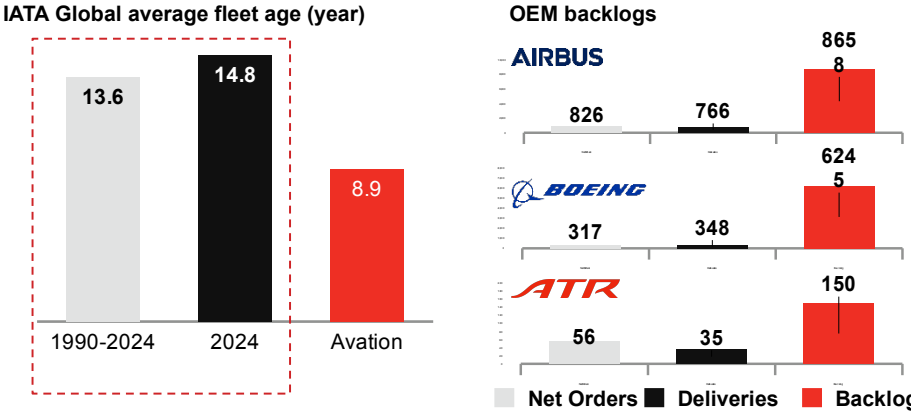 IATA Global average fleet age (year)
13.6
14.8
8.9
1990-2024
2024
Avation
OEM backlogs
AIRBUS
826
766
865
8
BOEING
317
348
624
5
ATR
56
35
150
Net Orders
Deliveries
Backlog